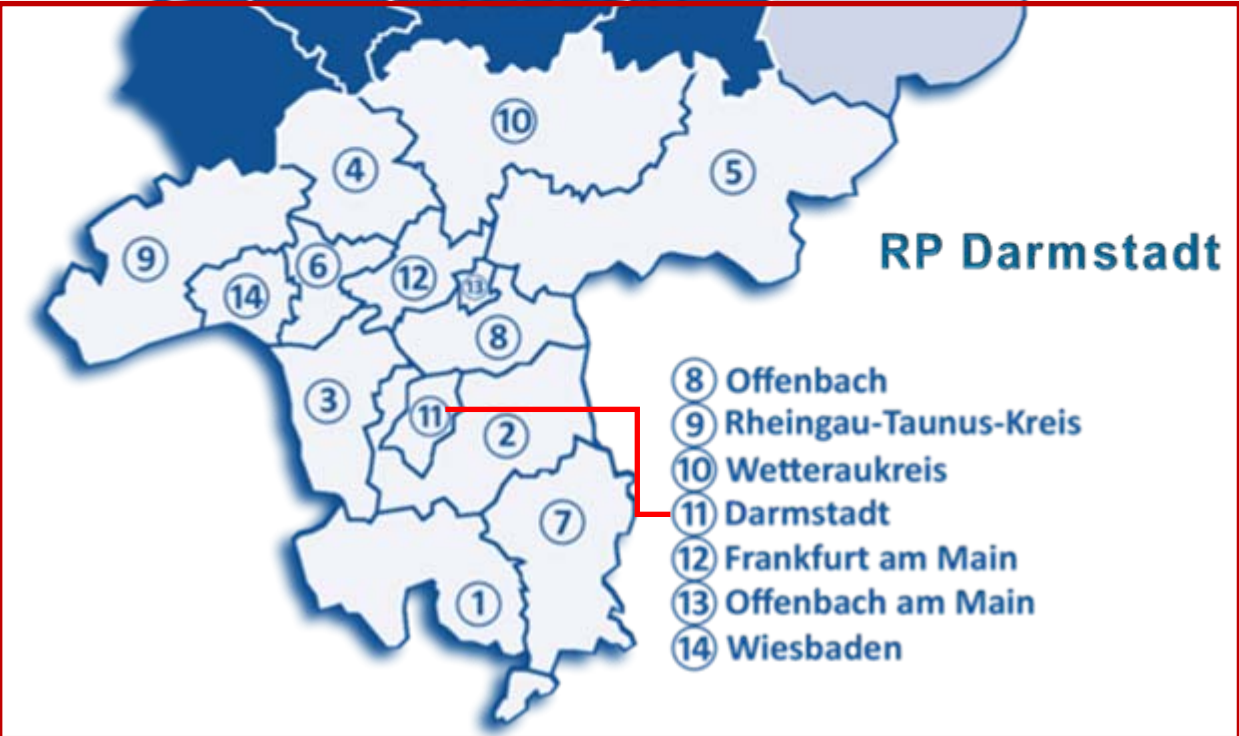 10
4
5
9
6
12
14
13
8
3
11
2
7
1
RP Darmstadt
8 Offenbach
9 Rheingau-Taunus-Kreis
10 Wetteraukreis
11 Darmstadt
12 Frankfurt am Main
13 Offenbach am Main
14 Wiesbaden